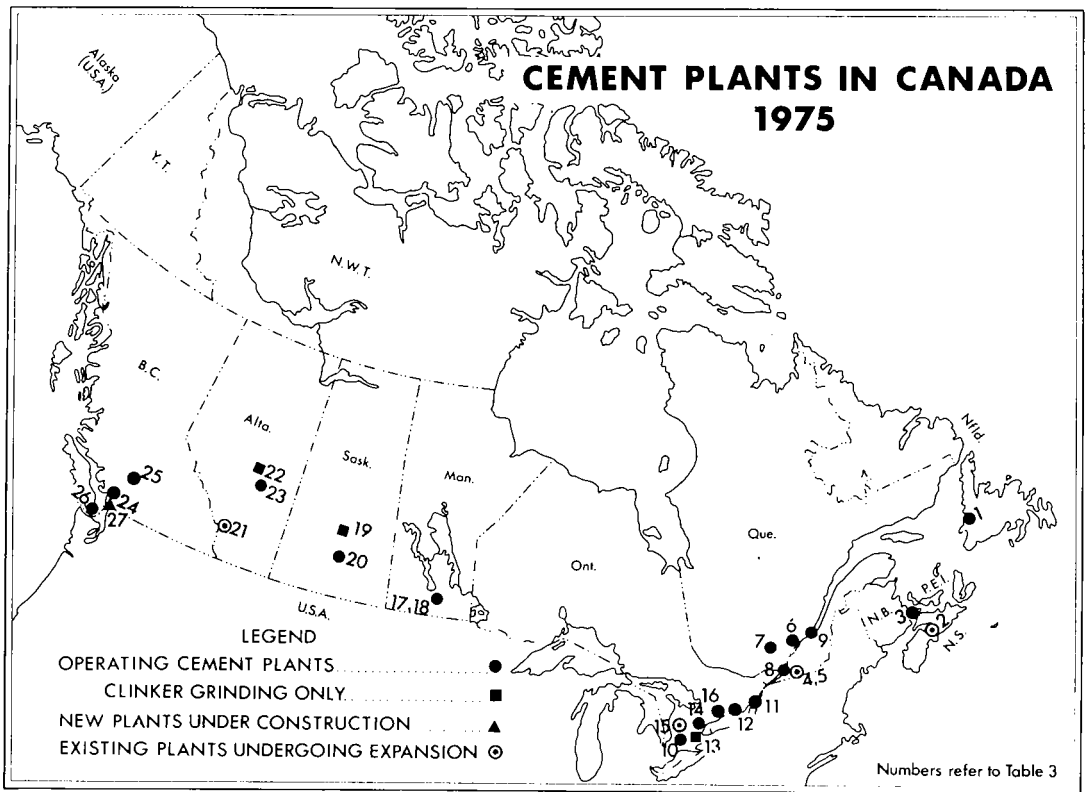 CEMENT PLANTS IN CANADA
1975
Alaska
(U.S.A.)
Y.T.
N.W.T.
B.C.
Alta.
Sask.
Man.
Ont.
Que.
Nfld.
P.E.I.
N.B.
N.S.
U.S.A.
1
2
3
4,5
6
7
8
9
10
11
12
13
14
15
16
17,18
19
20
21
22
23
24
25
26
27
LEGEND
OPERATING CEMENT PLANTS
CLINKER GRINDING ONLY
NEW PLANTS UNDER CONSTRUCTION
EXISTING PLANTS UNDERGOING EXPANSION
Numbers refer to Table 3